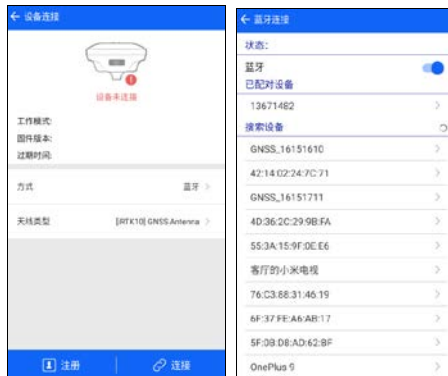 设备连接
设备未连接
工作模式:
固件版本:
过期时间:
方式 蓝牙
天线类型 [iRTK10] GNSS Antenna
注册 连接
蓝牙连接
状态:
蓝牙
已配对设备
13671482
搜索设备
GNSS_16151610
42:14:02:24:7C:71
GNSS_16151711
4D:36:2C:29:9B:FA
55:3A:15:9F:0E:E6
客厅的小米电视
76:C3:88:31:46:19
6F:37:FE:A6:AB:17
5F:0B:D8:AD:62:BF
OnePlus 9